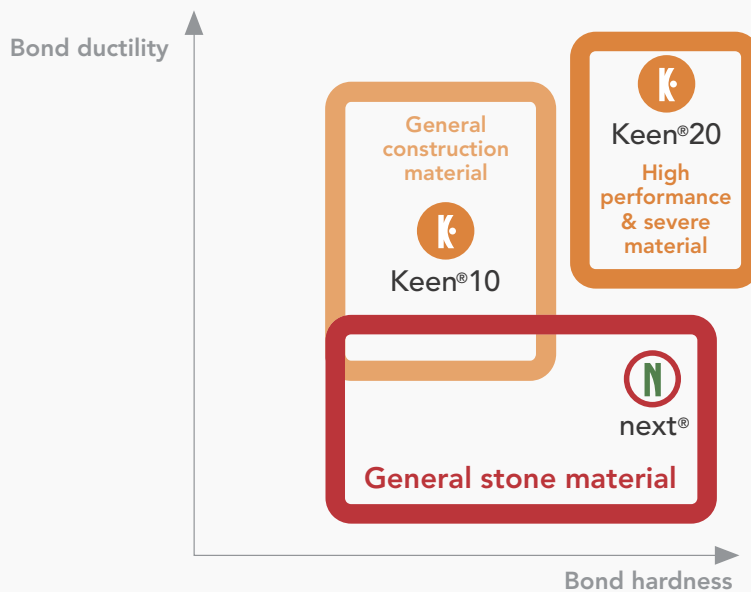 Bond ductility
General
construction
material
K
Keen®10
K
Keen®20
High
performance
& severe
material
N
next®
General stone material
Bond hardness